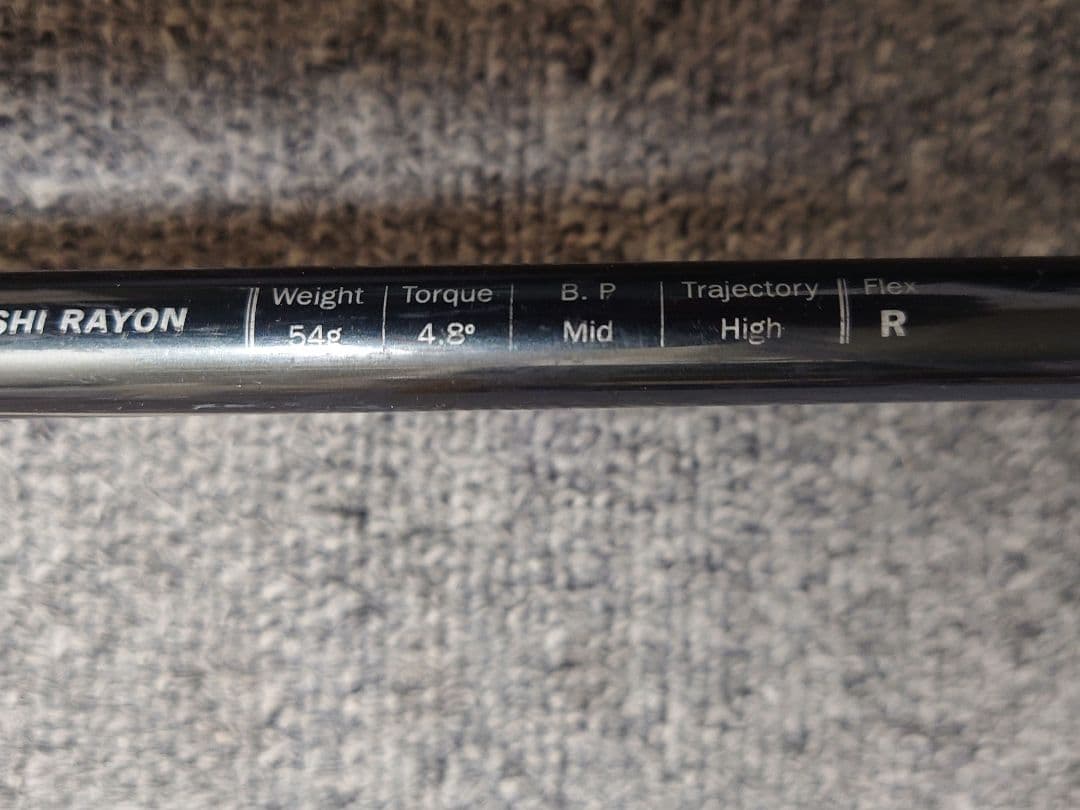 SHI RAYON
Weight Torque B. P Trajectory Flex
54g 4.8° Mid High R